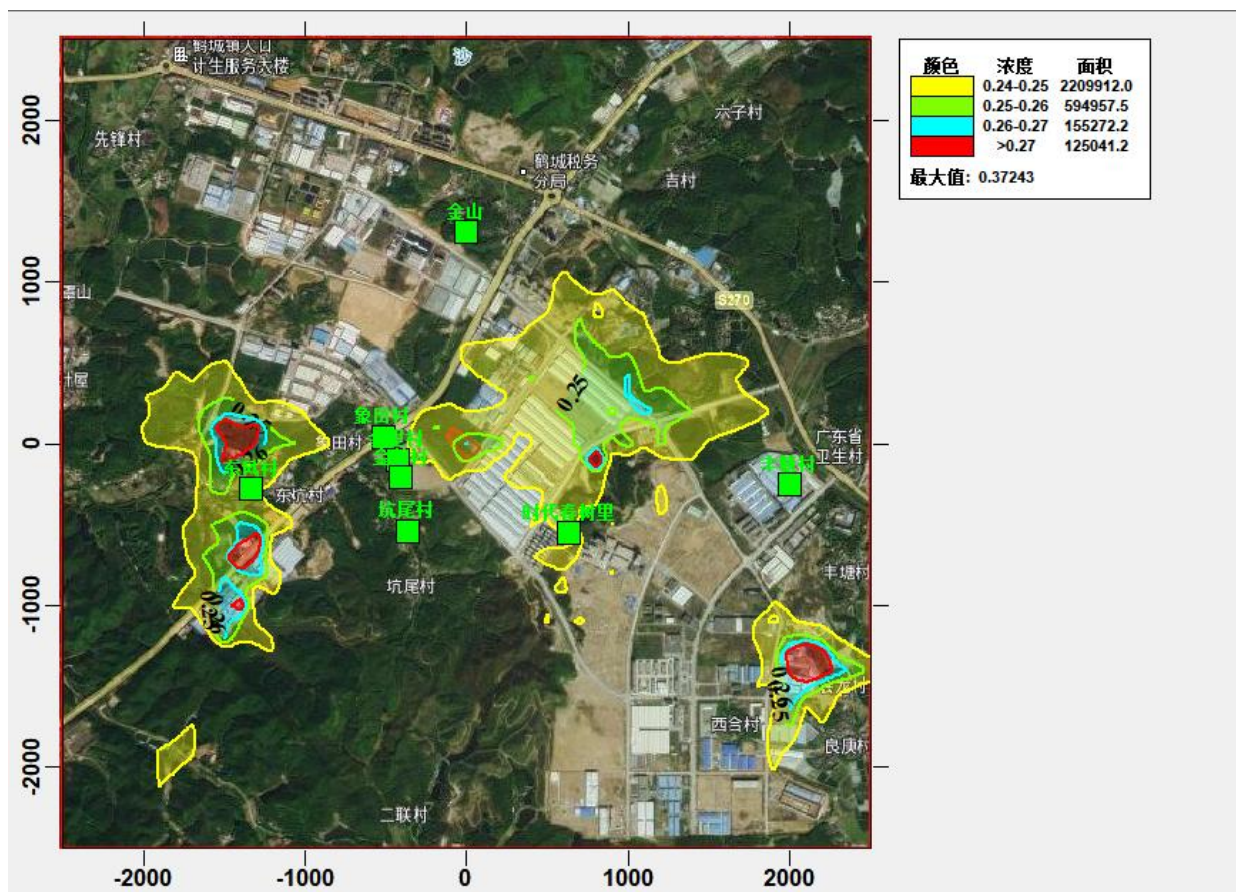 鹤城镇人口
计生服务大楼
沙
颜色 浓度 面积
0.24-0.25 2209912.0
0.25-0.26 594957.5
0.26-0.27 155272.2
>0.27 125041.2
最大值: 0.37243
2000
先锋村
六子村
鹤城税务
分局
吉村
金山
1000
S270
0.25
象田村
象田村
0
广东省
卫生村
东坑村
坑尾村
时代春树里
坑尾村
丰塘村
-1000
西合村
良庚村
-2000
二联村
-2000 -1000 0 1000 2000